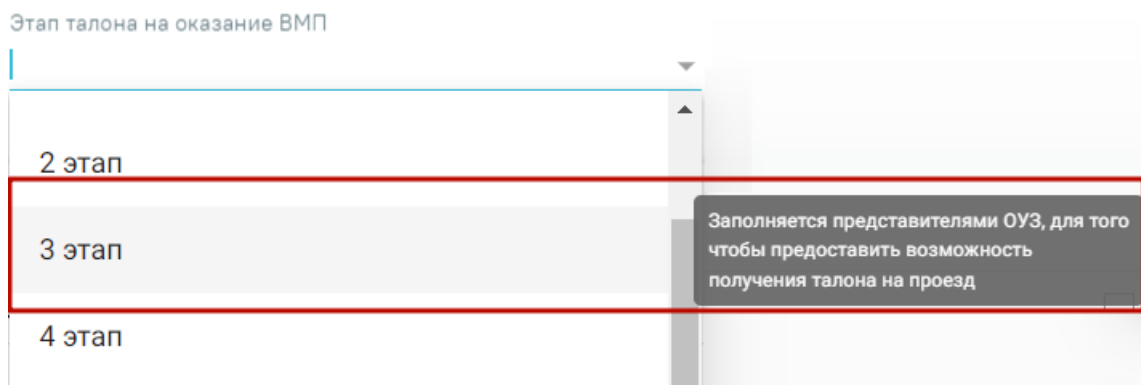 Этап талона на оказание ВМП
2 этап
3 этап
Заполняется представителями ОУЗ, для того
чтобы предоставить возможность
получения талона на проезд
4 этап